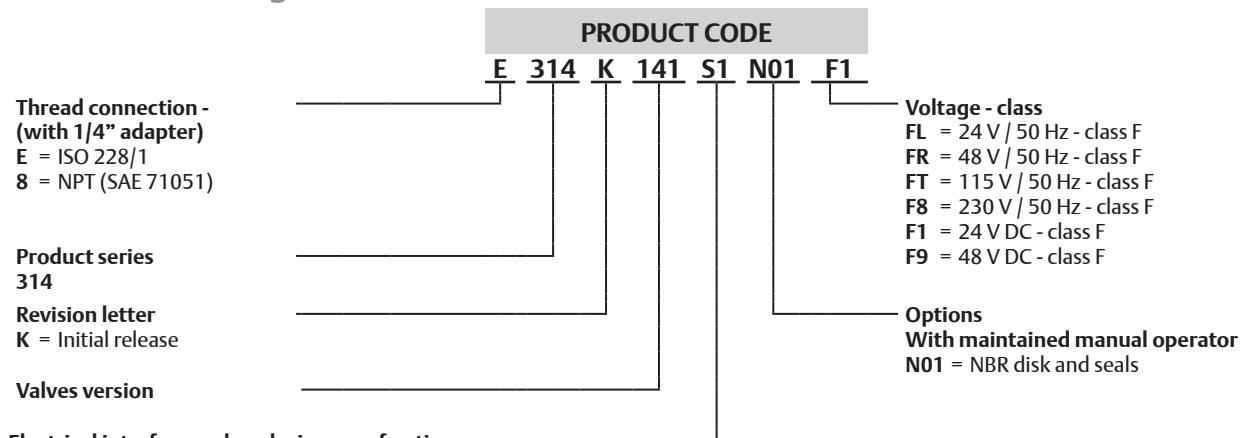 PRODUCT CODE
E 314 K 141 S1 N01 F1
Thread connection -
(with 1/4” adapter)
E = ISO 228/1
8 = NPT (SAE 71051)
Product series
314
Revision letter
K = Initial release
Valves version
Voltage - class
FL = 24 V / 50 Hz - class F
FR = 48 V / 50 Hz - class F
FT = 115 V / 50 Hz - class F
F8 = 230 V / 50 Hz - class F
F1 = 24 V DC - class F
F9 = 48 V DC - class F
Options
With maintained manual operator
N01 = NBR disk and seals